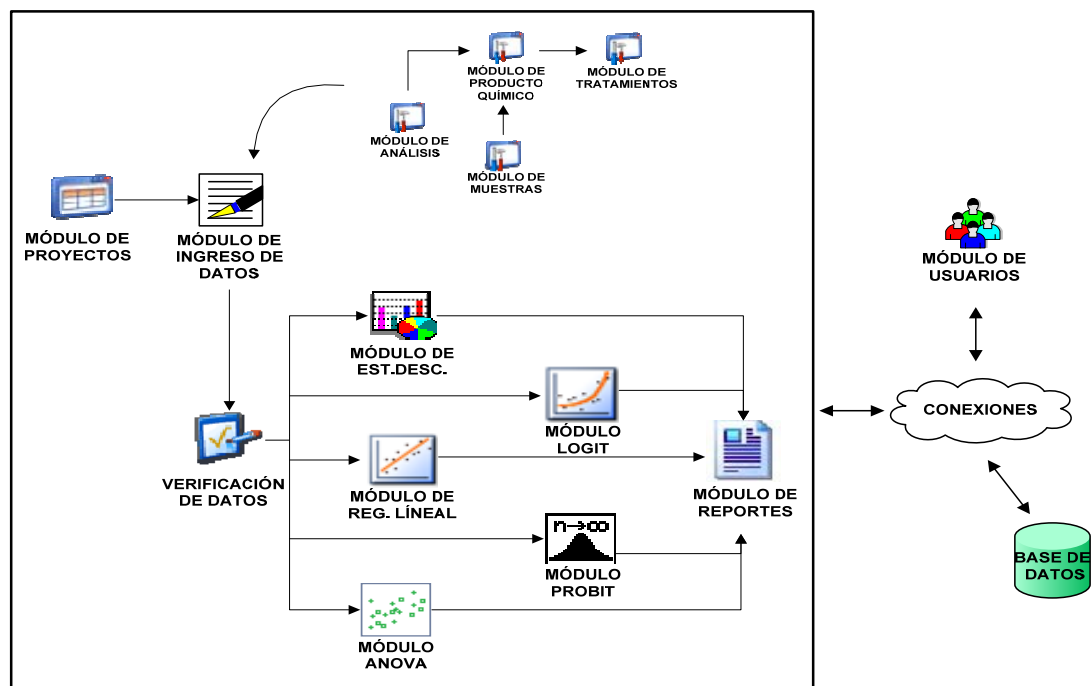 MÓDULO DE
PRODUCTO
QUÍMICO
MÓDULO DE
TRATAMIENTOS
MÓDULO DE
ANÁLISIS
MÓDULO DE
MUESTRAS
MÓDULO DE
PROYECTOS
MÓDULO DE
INGRESO DE
DATOS
MÓDULO DE
USUARIOS
MÓDULO DE
EST.DESC.
MÓDULO
LOGIT
CONEXIONES
VERIFICACIÓN
DE DATOS
MÓDULO DE
REG. LÍNEAL
MÓDULO DE
REPORTES
n→∞
MÓDULO
PROBIT
BASE DE
DATOS
MÓDULO
ANOVA